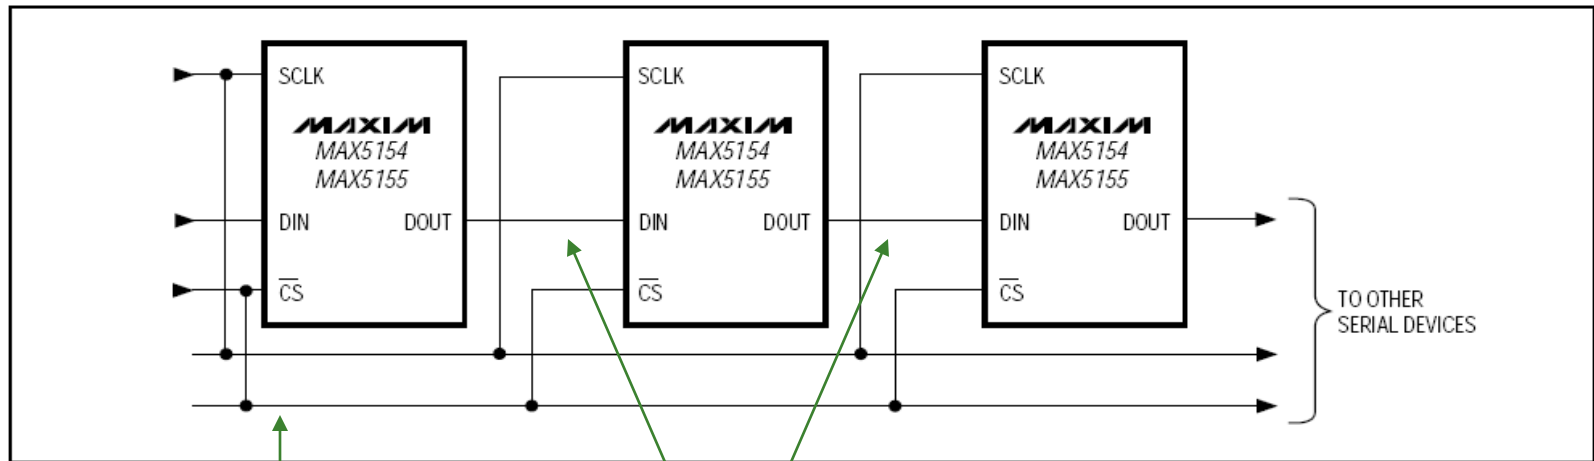 SCLK
MAXIM
MAX5154
MAX5155
DIN
DOUT
CS
SCLK
MAXIM
MAX5154
MAX5155
DIN
DOUT
CS
SCLK
MAXIM
MAX5154
MAX5155
DIN
DOUT
CS
TO OTHER
SERIAL DEVICES